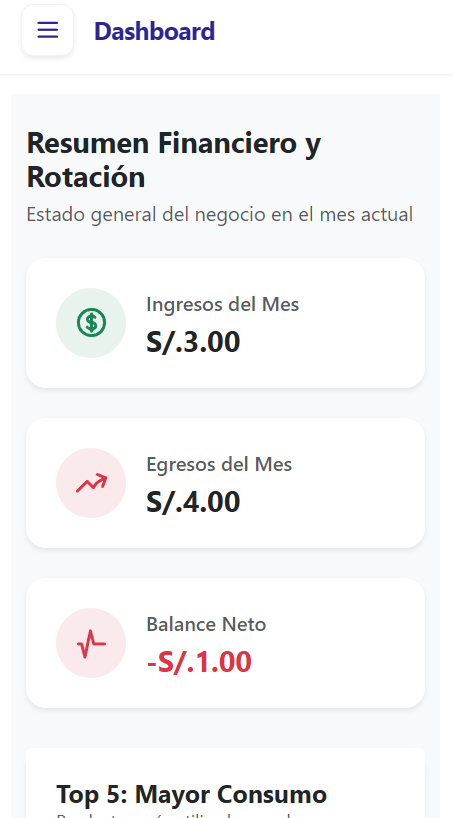 Dashboard
Resumen Financiero y
Rotación
Estado general del negocio en el mes actual
Ingresos del Mes
S/.3.00
Egresos del Mes
S/.4.00
Balance Neto
-S/.1.00
Top 5: Mayor Consumo